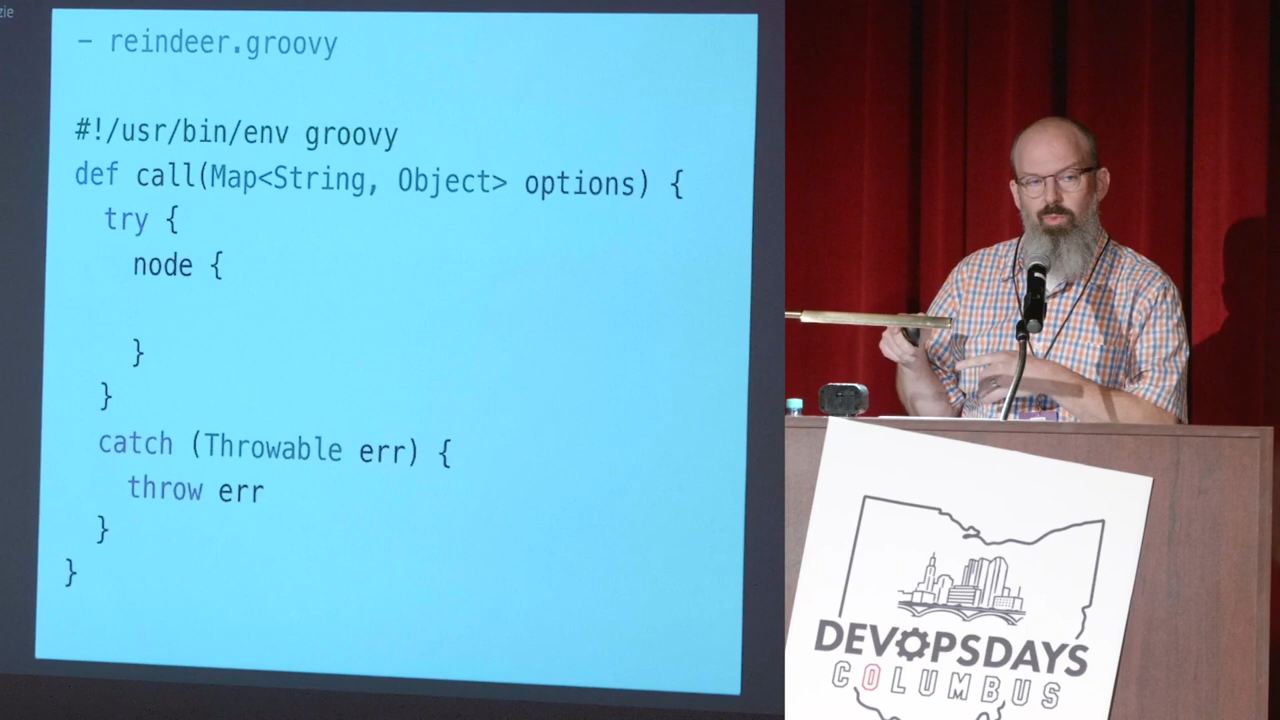 – reindeer.groovy
#!/usr/bin/env groovy
def call(Map<String, Object> options) {
try {
node {
}
}
catch (Throwable err) {
throw err
}
}
DEVOPSDAYS
COLUMBUS